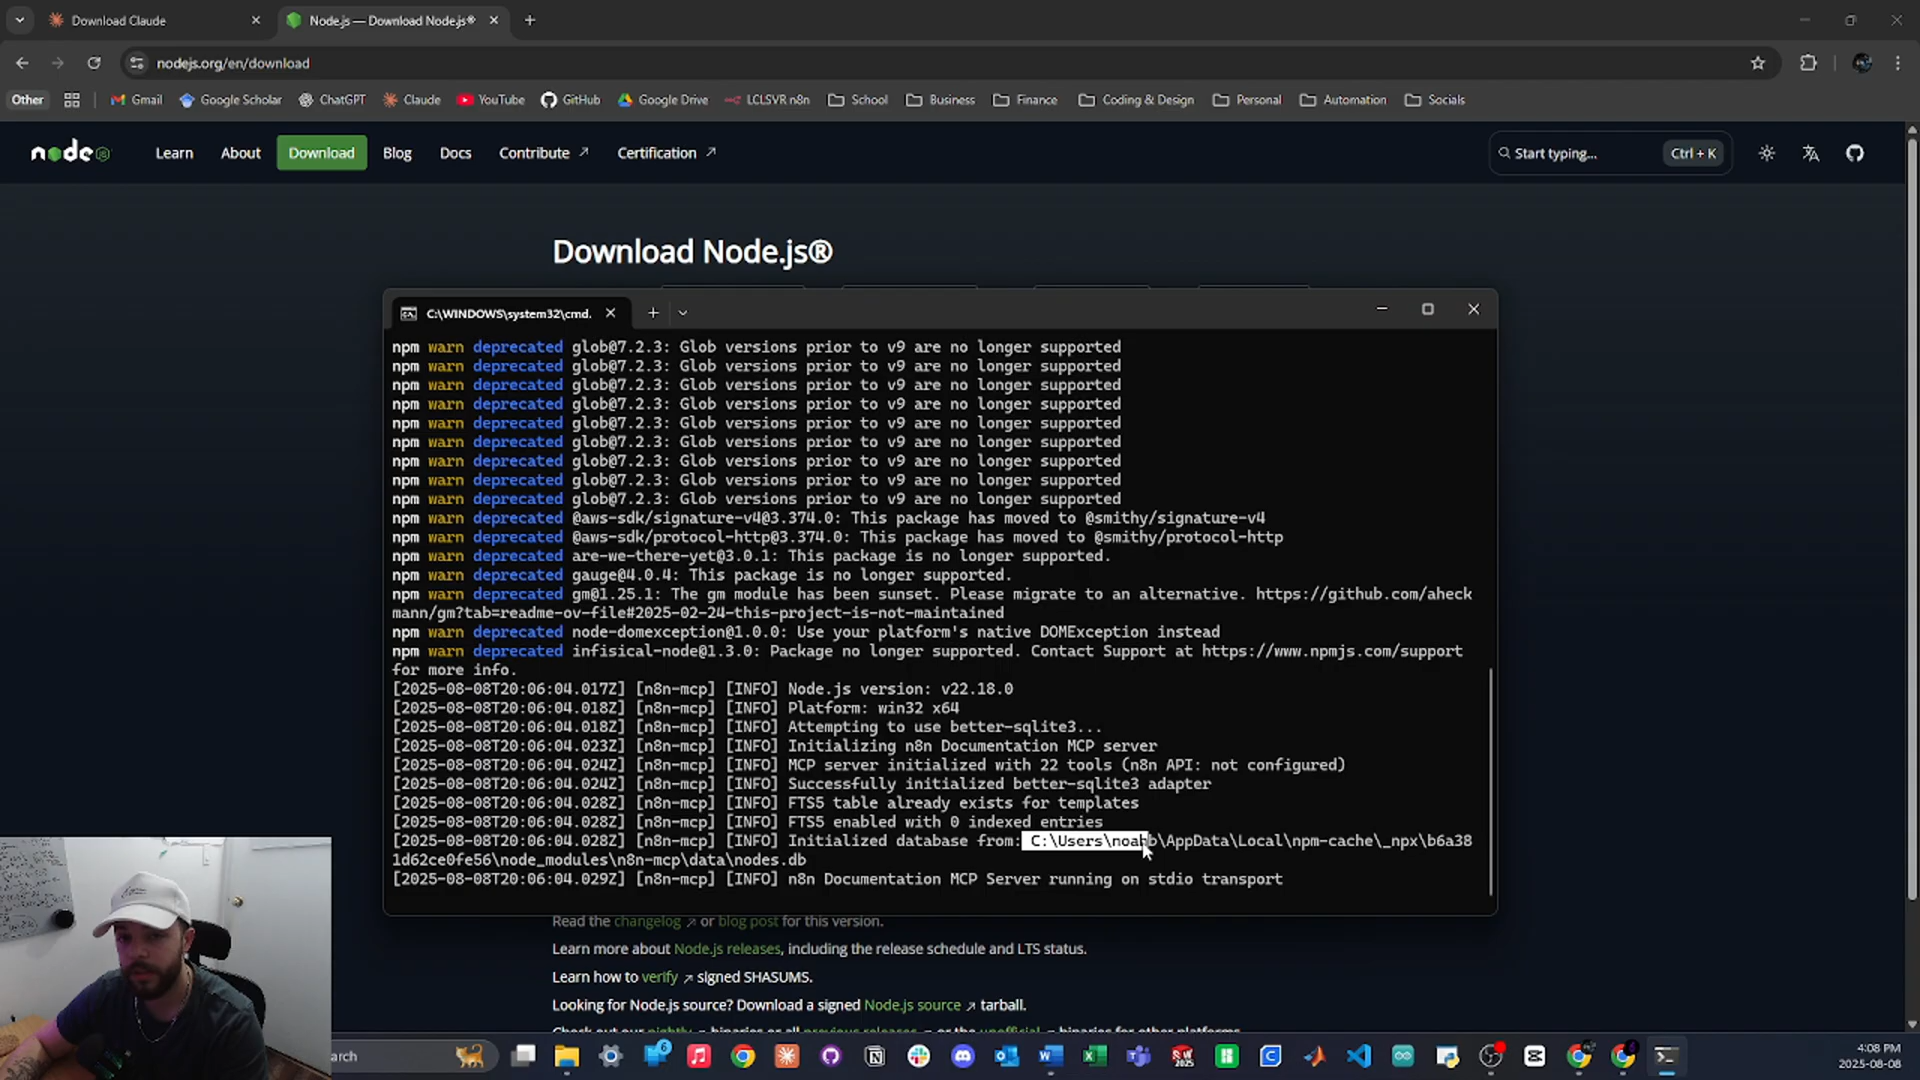 Download Claude
Node.js — Download Node.js®
nodejs.org/en/download
Other
Gmail
Google Scholar
ChatGPT
Claude
YouTube
GitHub
Google Drive
LCLSVR n8n
School
Business
Finance
Coding & Design
Personal
Automation
Socials
node
Learn
About
Download
Blog
Docs
Contribute ↗
Certification ↗
Start typing...
Ctrl + K
Download Node.js®
C:\WINDOWS\system32\cmd.
npm warn deprecated glob@7.2.3: Glob versions prior to v9 are no longer supported
npm warn deprecated glob@7.2.3: Glob versions prior to v9 are no longer supported
npm warn deprecated glob@7.2.3: Glob versions prior to v9 are no longer supported
npm warn deprecated glob@7.2.3: Glob versions prior to v9 are no longer supported
npm warn deprecated glob@7.2.3: Glob versions prior to v9 are no longer supported
npm warn deprecated glob@7.2.3: Glob versions prior to v9 are no longer supported
npm warn deprecated glob@7.2.3: Glob versions prior to v9 are no longer supported
npm warn deprecated glob@7.2.3: Glob versions prior to v9 are no longer supported
npm warn deprecated glob@7.2.3: Glob versions prior to v9 are no longer supported
npm warn deprecated @aws-sdk/signature-v4@3.374.0: This package has moved to @smithy/signature-v4
npm warn deprecated @aws-sdk/protocol-http@3.374.0: This package has moved to @smithy/protocol-http
npm warn deprecated are-we-there-yet@3.0.1: This package is no longer supported.
npm warn deprecated gauge@4.0.4: This package is no longer supported.
npm warn deprecated gm@1.25.1: The gm module has been sunset. Please migrate to an alternative. https://github.com/aheck
mann/gm?tab=readme-ov-file#2025-02-24-this-project-is-not-maintained
npm warn deprecated node-domexception@1.0.0: Use your platform's native DOMException instead
npm warn deprecated infisical-node@1.3.0: Package no longer supported. Contact Support at https://www.npmjs.com/support
for more info.
[2025-08-08T20:06:04.017Z] [n8n-mcp] [INFO] Node.js version: v22.18.0
[2025-08-08T20:06:04.018Z] [n8n-mcp] [INFO] Platform: win32 x64
[2025-08-08T20:06:04.018Z] [n8n-mcp] [INFO] Attempting to use better-sqlite3...
[2025-08-08T20:06:04.023Z] [n8n-mcp] [INFO] Initializing n8n Documentation MCP server
[2025-08-08T20:06:04.024Z] [n8n-mcp] [INFO] MCP server initialized with 22 tools (n8n API: not configured)
[2025-08-08T20:06:04.024Z] [n8n-mcp] [INFO] Successfully initialized better-sqlite3 adapter
[2025-08-08T20:06:04.028Z] [n8n-mcp] [INFO] FTS5 table already exists for templates
[2025-08-08T20:06:04.028Z] [n8n-mcp] [INFO] FTS5 enabled with 0 indexed entries
[2025-08-08T20:06:04.028Z] [n8n-mcp] [INFO] Initialized database from: C:\Users\noahb\AppData\Local\npm-cache\_npx\b6a38
1d62ce0fe56\node_modules\n8n-mcp\data\nodes.db
[2025-08-08T20:06:04.029Z] [n8n-mcp] [INFO] n8n Documentation MCP Server running on stdio transport
Read the changelog ↗ or blog post for this version.
Learn more about Node.js releases, including the release schedule and LTS status.
Learn how to verify ↗ signed SHASUMS.
Looking for Node.js source? Download a signed Node.js source ↗ tarball.
Check out our nightly ↗ binaries or all previous releases ↗ or the unofficial ↗ binaries for other platforms.
arch
6
4:08 PM
2025-08-08